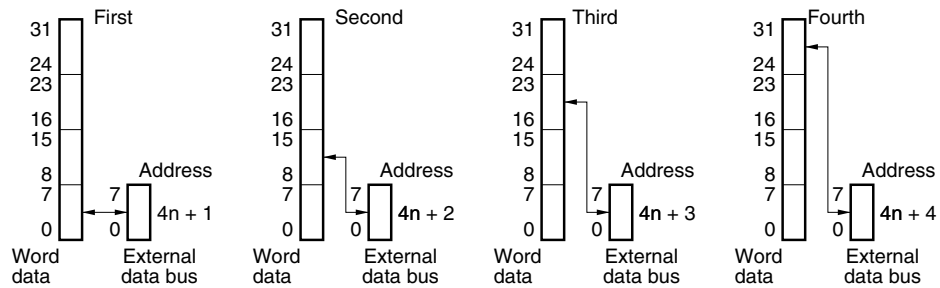 First
31
24
23
16
15
8
7
0
Word
data
Address
7
0
4n + 1
External
data bus
Second
31
24
23
16
15
8
7
0
Word
data
Address
7
0
4n + 2
External
data bus
Third
31
24
23
16
15
8
7
0
Word
data
Address
7
0
4n + 3
External
data bus
Fourth
31
24
23
16
15
8
7
0
Word
data
Address
7
0
4n + 4
External
data bus